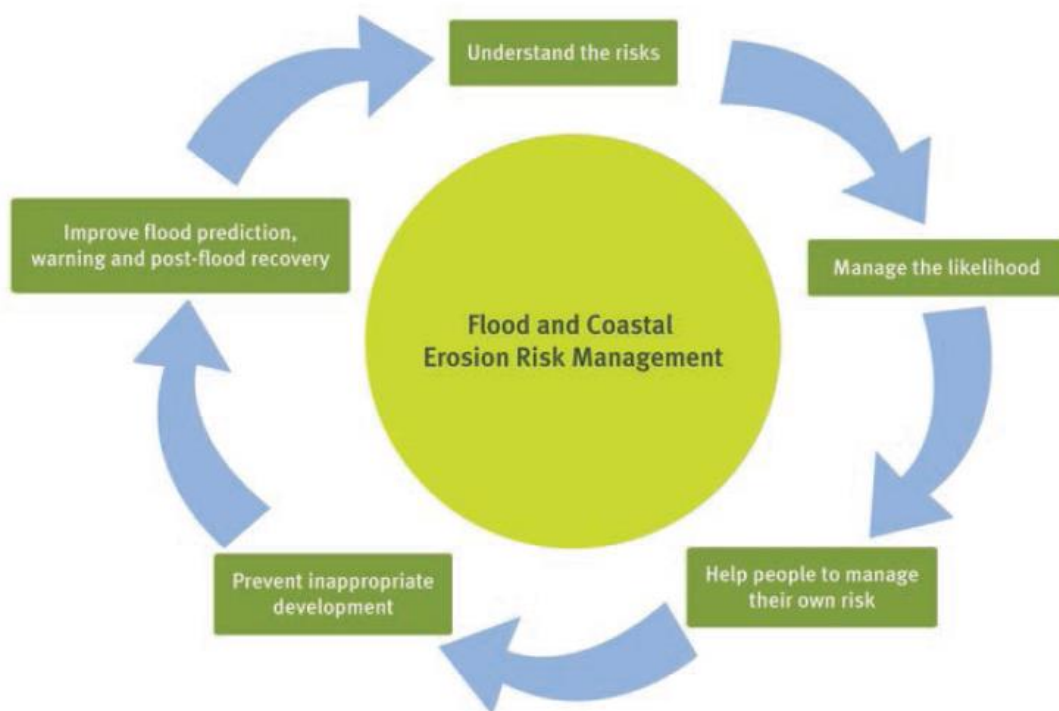 Understand the risks
Manage the likelihood
Help people to manage
their own risk
Prevent inappropriate
development
Improve flood prediction,
warning and post-flood recovery
Flood and Coastal
Erosion Risk Management